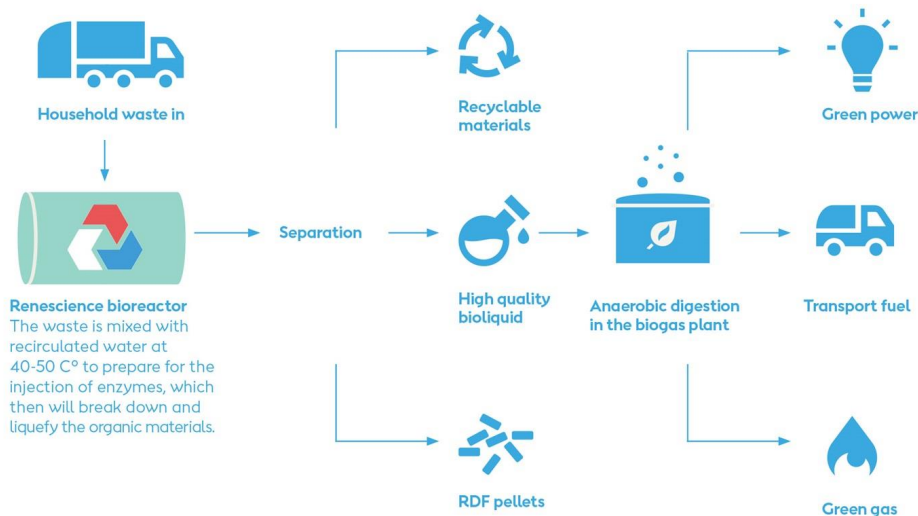 Household waste in
Renescience bioreactor
The waste is mixed with
recirculated water at
40-50 Cº to prepare for the
injection of enzymes, which
then will break down and
liquefy the organic materials.
Separation
Recyclable
materials
High quality
bioliquid
RDF pellets
Anaerobic digestion
in the biogas plant
Green power
Transport fuel
Green gas